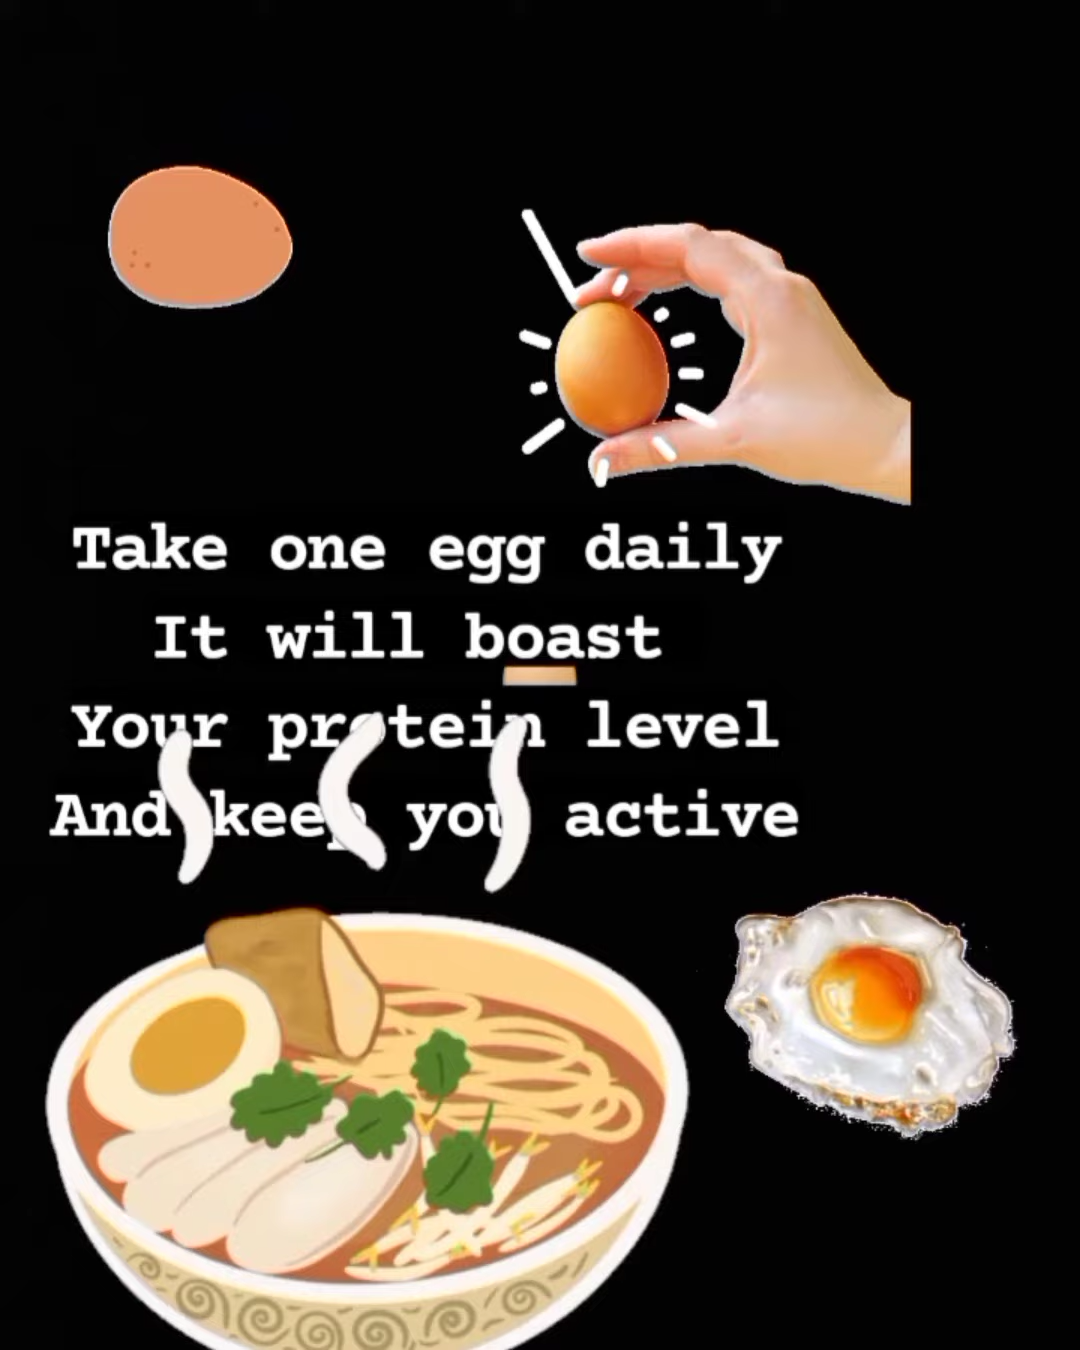 Take one egg daily
It will boast
Your protein level
And keep you active